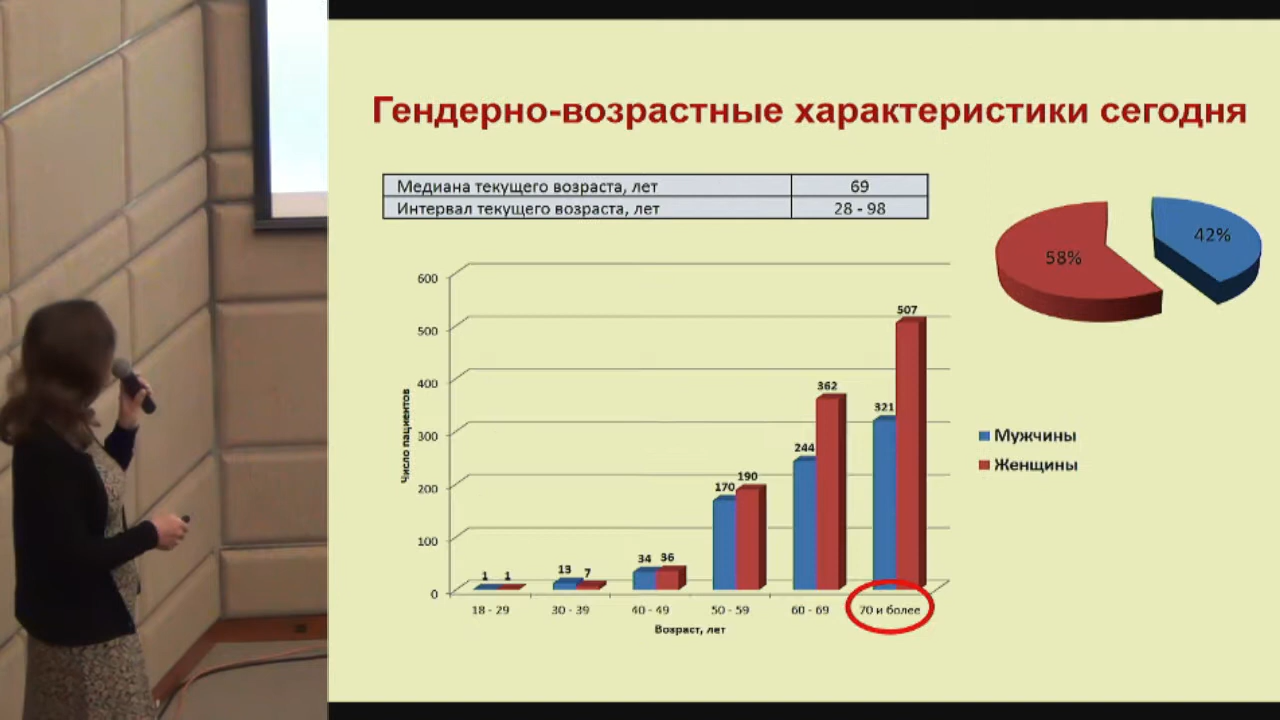 Гендерно-возрастные характеристики сегодня
Медиана текущего возраста, лет 69
Интервал текущего возраста, лет 28 - 98
42%
58%
600
500
400
300
200
100
0
Число пациентов
1 1
13 7
34 36
170 190
244 362
321 507
18 - 29 30 - 39 40 - 49 50 - 59 60 - 69 70 и более
Возраст, лет
Мужчины
Женщины